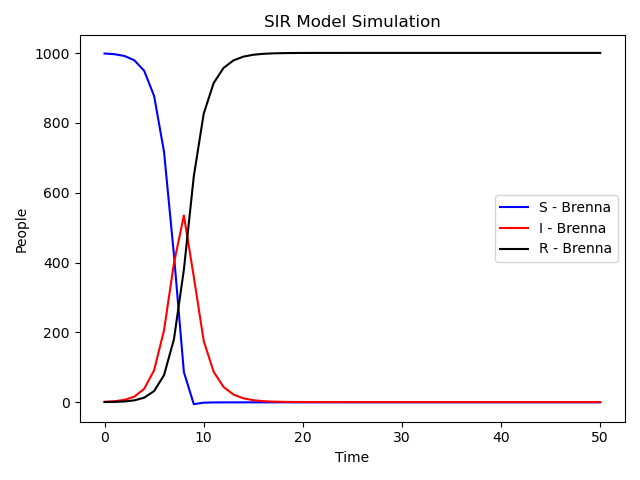 SIR Model Simulation
1000
800
600
400
200
0
People
S - Brenna
I - Brenna
R - Brenna
0 10 20 30 40 50
Time